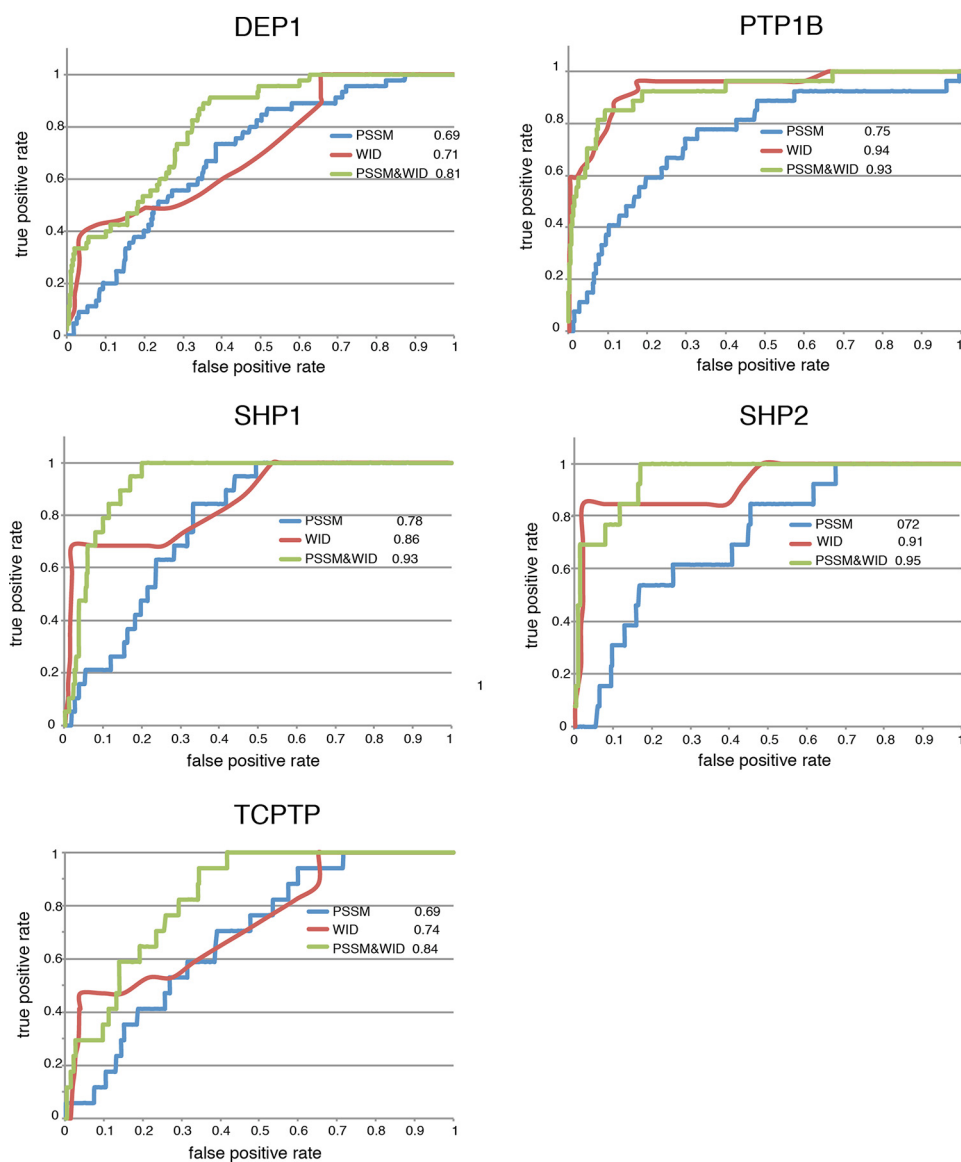 DEP1
1
0.8
0.6
0.4
0.2
0
true positive rate
PSSM 0.69
WID 0.71
PSSM&WID 0.81
0 0.1 0.2 0.3 0.4 0.5 0.6 0.7 0.8 0.9 1
false positive rate
PTP1B
1
0.8
0.6
0.4
0.2
0
true positive rate
PSSM 0.75
WID 0.94
PSSM&WID 0.93
0 0.1 0.2 0.3 0.4 0.5 0.6 0.7 0.8 0.9 1
false positive rate
SHP1
1
0.8
0.6
0.4
0.2
0
true positive rate
PSSM 0.78
WID 0.86
PSSM&WID 0.93
0 0.1 0.2 0.3 0.4 0.5 0.6 0.7 0.8 0.9 1
false positive rate
1
SHP2
1
0.8
0.6
0.4
0.2
0
true positive rate
PSSM 072
WID 0.91
PSSM&WID 0.95
0 0.1 0.2 0.3 0.4 0.5 0.6 0.7 0.8 0.9 1
false positive rate
TCPTP
1
0.8
0.6
0.4
0.2
0
true positive rate
PSSM 0.69
WID 0.74
PSSM&WID 0.84
0 0.1 0.2 0.3 0.4 0.5 0.6 0.7 0.8 0.9 1
false positive rate